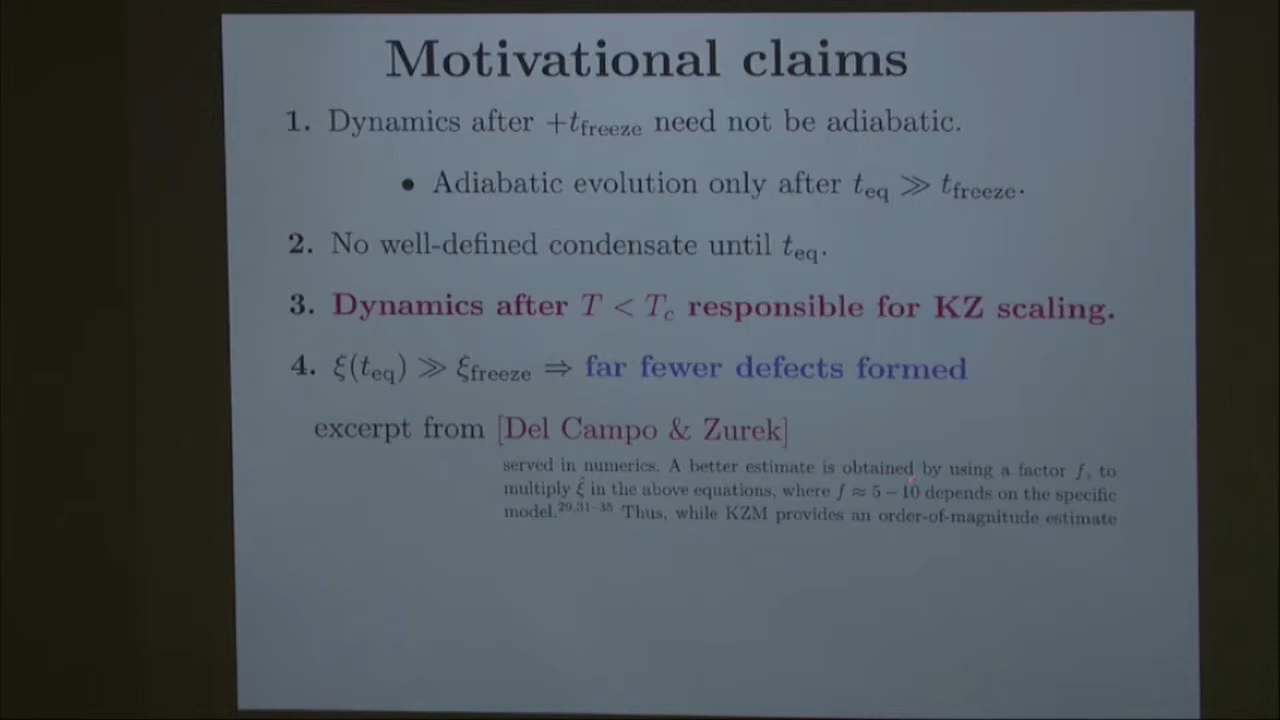 Motivational claims
1. Dynamics after +t_freeze need not be adiabatic.
• Adiabatic evolution only after t_eq ≫ t_freeze.
2. No well-defined condensate until t_eq.
3. Dynamics after T < T_c responsible for KZ scaling.
4. ξ(t_eq) ≫ ξ_freeze ⇒ far fewer defects formed
excerpt from [Del Campo & Zurek]
served in numerics. A better estimate is obtained by using a factor f, to
multiply ξ̂ in the above equations, where f ≈ 5 − 10 depends on the specific
model.²⁹,³¹⁻³⁵ Thus, while KZM provides an order-of-magnitude estimate